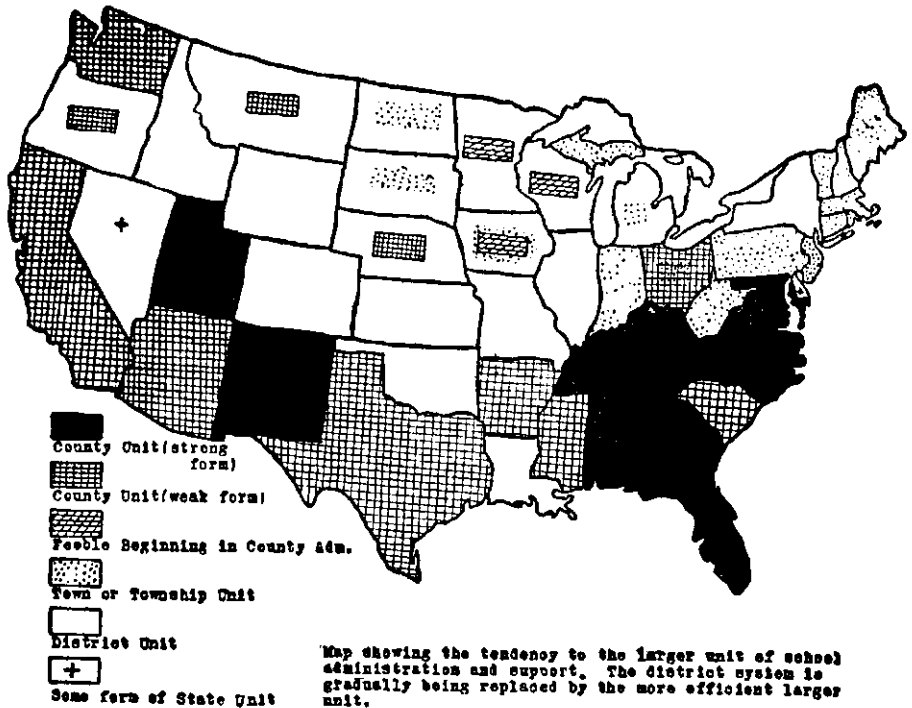 County Unit(strong
form)
County Unit(weak form)
Feeble Beginning in County Adm.
Town or Township Unit
District Unit
+
Some form of State Unit
Map showing the tendency to the larger unit of school
administration and support. The district system is
gradually being replaced by the more efficient larger
unit.